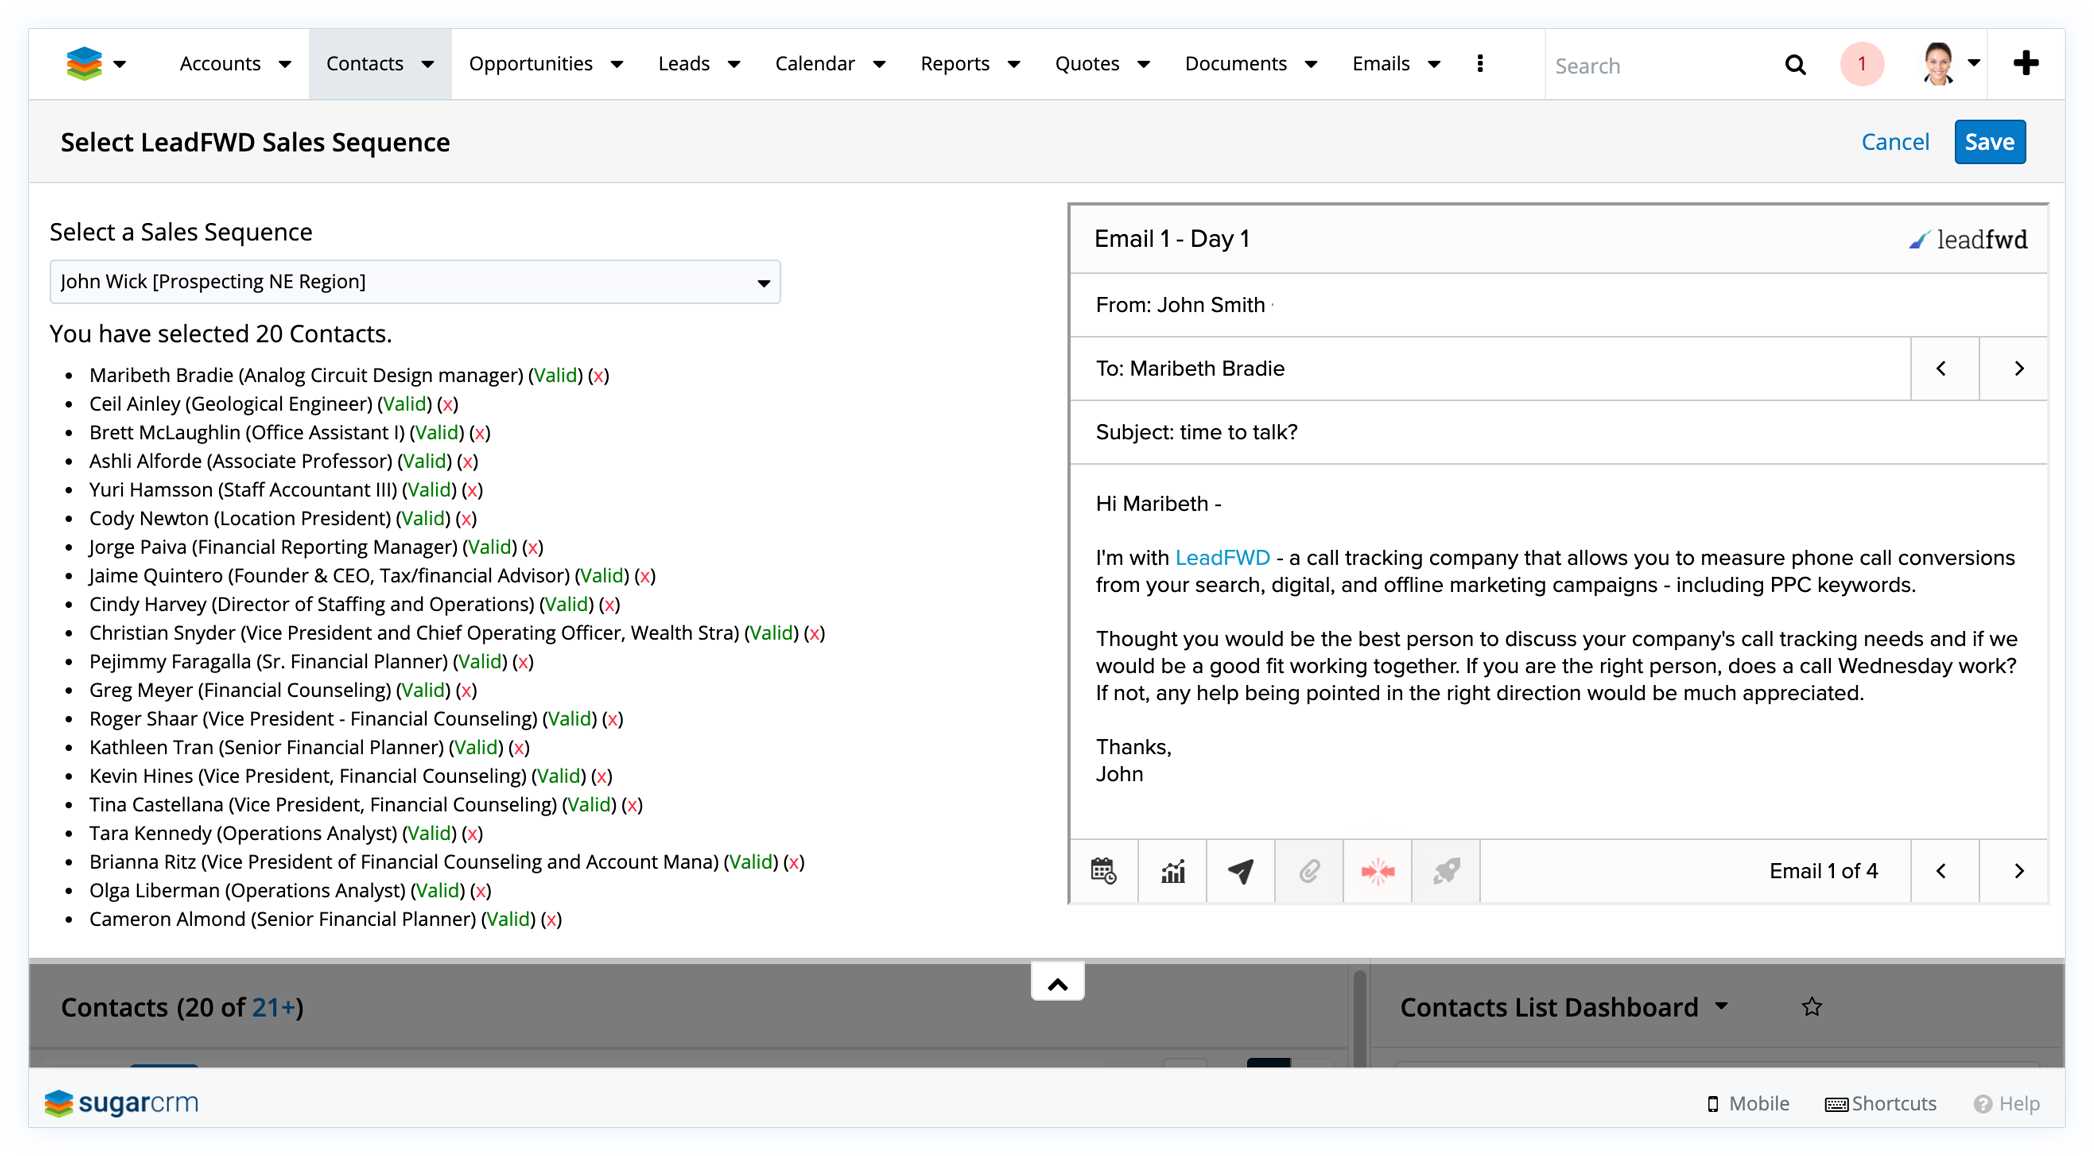 Accounts Contacts Opportunities Leads Calendar Reports Quotes Documents Emails Search 1
Select LeadFWD Sales Sequence Cancel Save
Select a Sales Sequence
John Wick [Prospecting NE Region]
You have selected 20 Contacts.
Maribeth Bradie (Analog Circuit Design manager) (Valid) (x)
Ceil Ainley (Geological Engineer) (Valid) (x)
Brett McLaughlin (Office Assistant I) (Valid) (x)
Ashli Alforde (Associate Professor) (Valid) (x)
Yuri Hamsson (Staff Accountant III) (Valid) (x)
Cody Newton (Location President) (Valid) (x)
Jorge Paiva (Financial Reporting Manager) (Valid) (x)
Jaime Quintero (Founder & CEO, Tax/financial Advisor) (Valid) (x)
Cindy Harvey (Director of Staffing and Operations) (Valid) (x)
Christian Snyder (Vice President and Chief Operating Officer, Wealth Stra) (Valid) (x)
Pejimmy Faragalla (Sr. Financial Planner) (Valid) (x)
Greg Meyer (Financial Counseling) (Valid) (x)
Roger Shaar (Vice President - Financial Counseling) (Valid) (x)
Kathleen Tran (Senior Financial Planner) (Valid) (x)
Kevin Hines (Vice President, Financial Counseling) (Valid) (x)
Tina Castellana (Vice President, Financial Counseling) (Valid) (x)
Tara Kennedy (Operations Analyst) (Valid) (x)
Brianna Ritz (Vice President of Financial Counseling and Account Mana) (Valid) (x)
Olga Liberman (Operations Analyst) (Valid) (x)
Cameron Almond (Senior Financial Planner) (Valid) (x)
Email 1 - Day 1 leadfwd
From: John Smith
To: Maribeth Bradie
Subject: time to talk?
Hi Maribeth -
I'm with LeadFWD - a call tracking company that allows you to measure phone call conversions
from your search, digital, and offline marketing campaigns - including PPC keywords.
Thought you would be the best person to discuss your company's call tracking needs and if we
would be a good fit working together. If you are the right person, does a call Wednesday work?
If not, any help being pointed in the right direction would be much appreciated.
Thanks,
John
Email 1 of 4
Contacts (20 of 21+) Contacts List Dashboard
sugarcrm Mobile Shortcuts Help